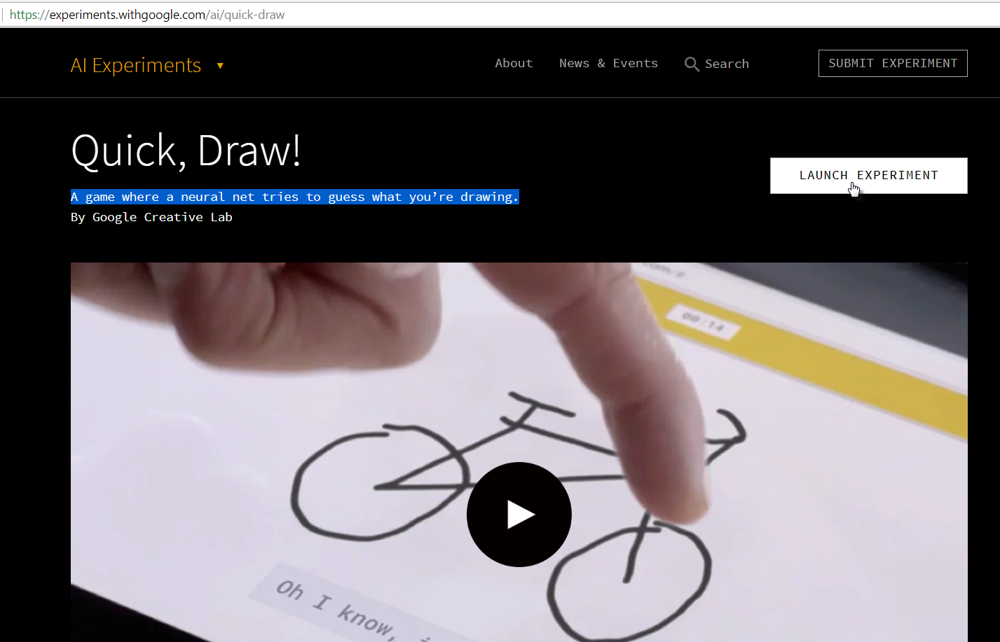 https://experiments.withgoogle.com/ai/quick-draw
AI Experiments
About
News & Events
Search
SUBMIT EXPERIMENT
Quick, Draw!
LAUNCH EXPERIMENT
A game where a neural net tries to guess what you’re drawing.
By Google Creative Lab
00:14
Oh I know,